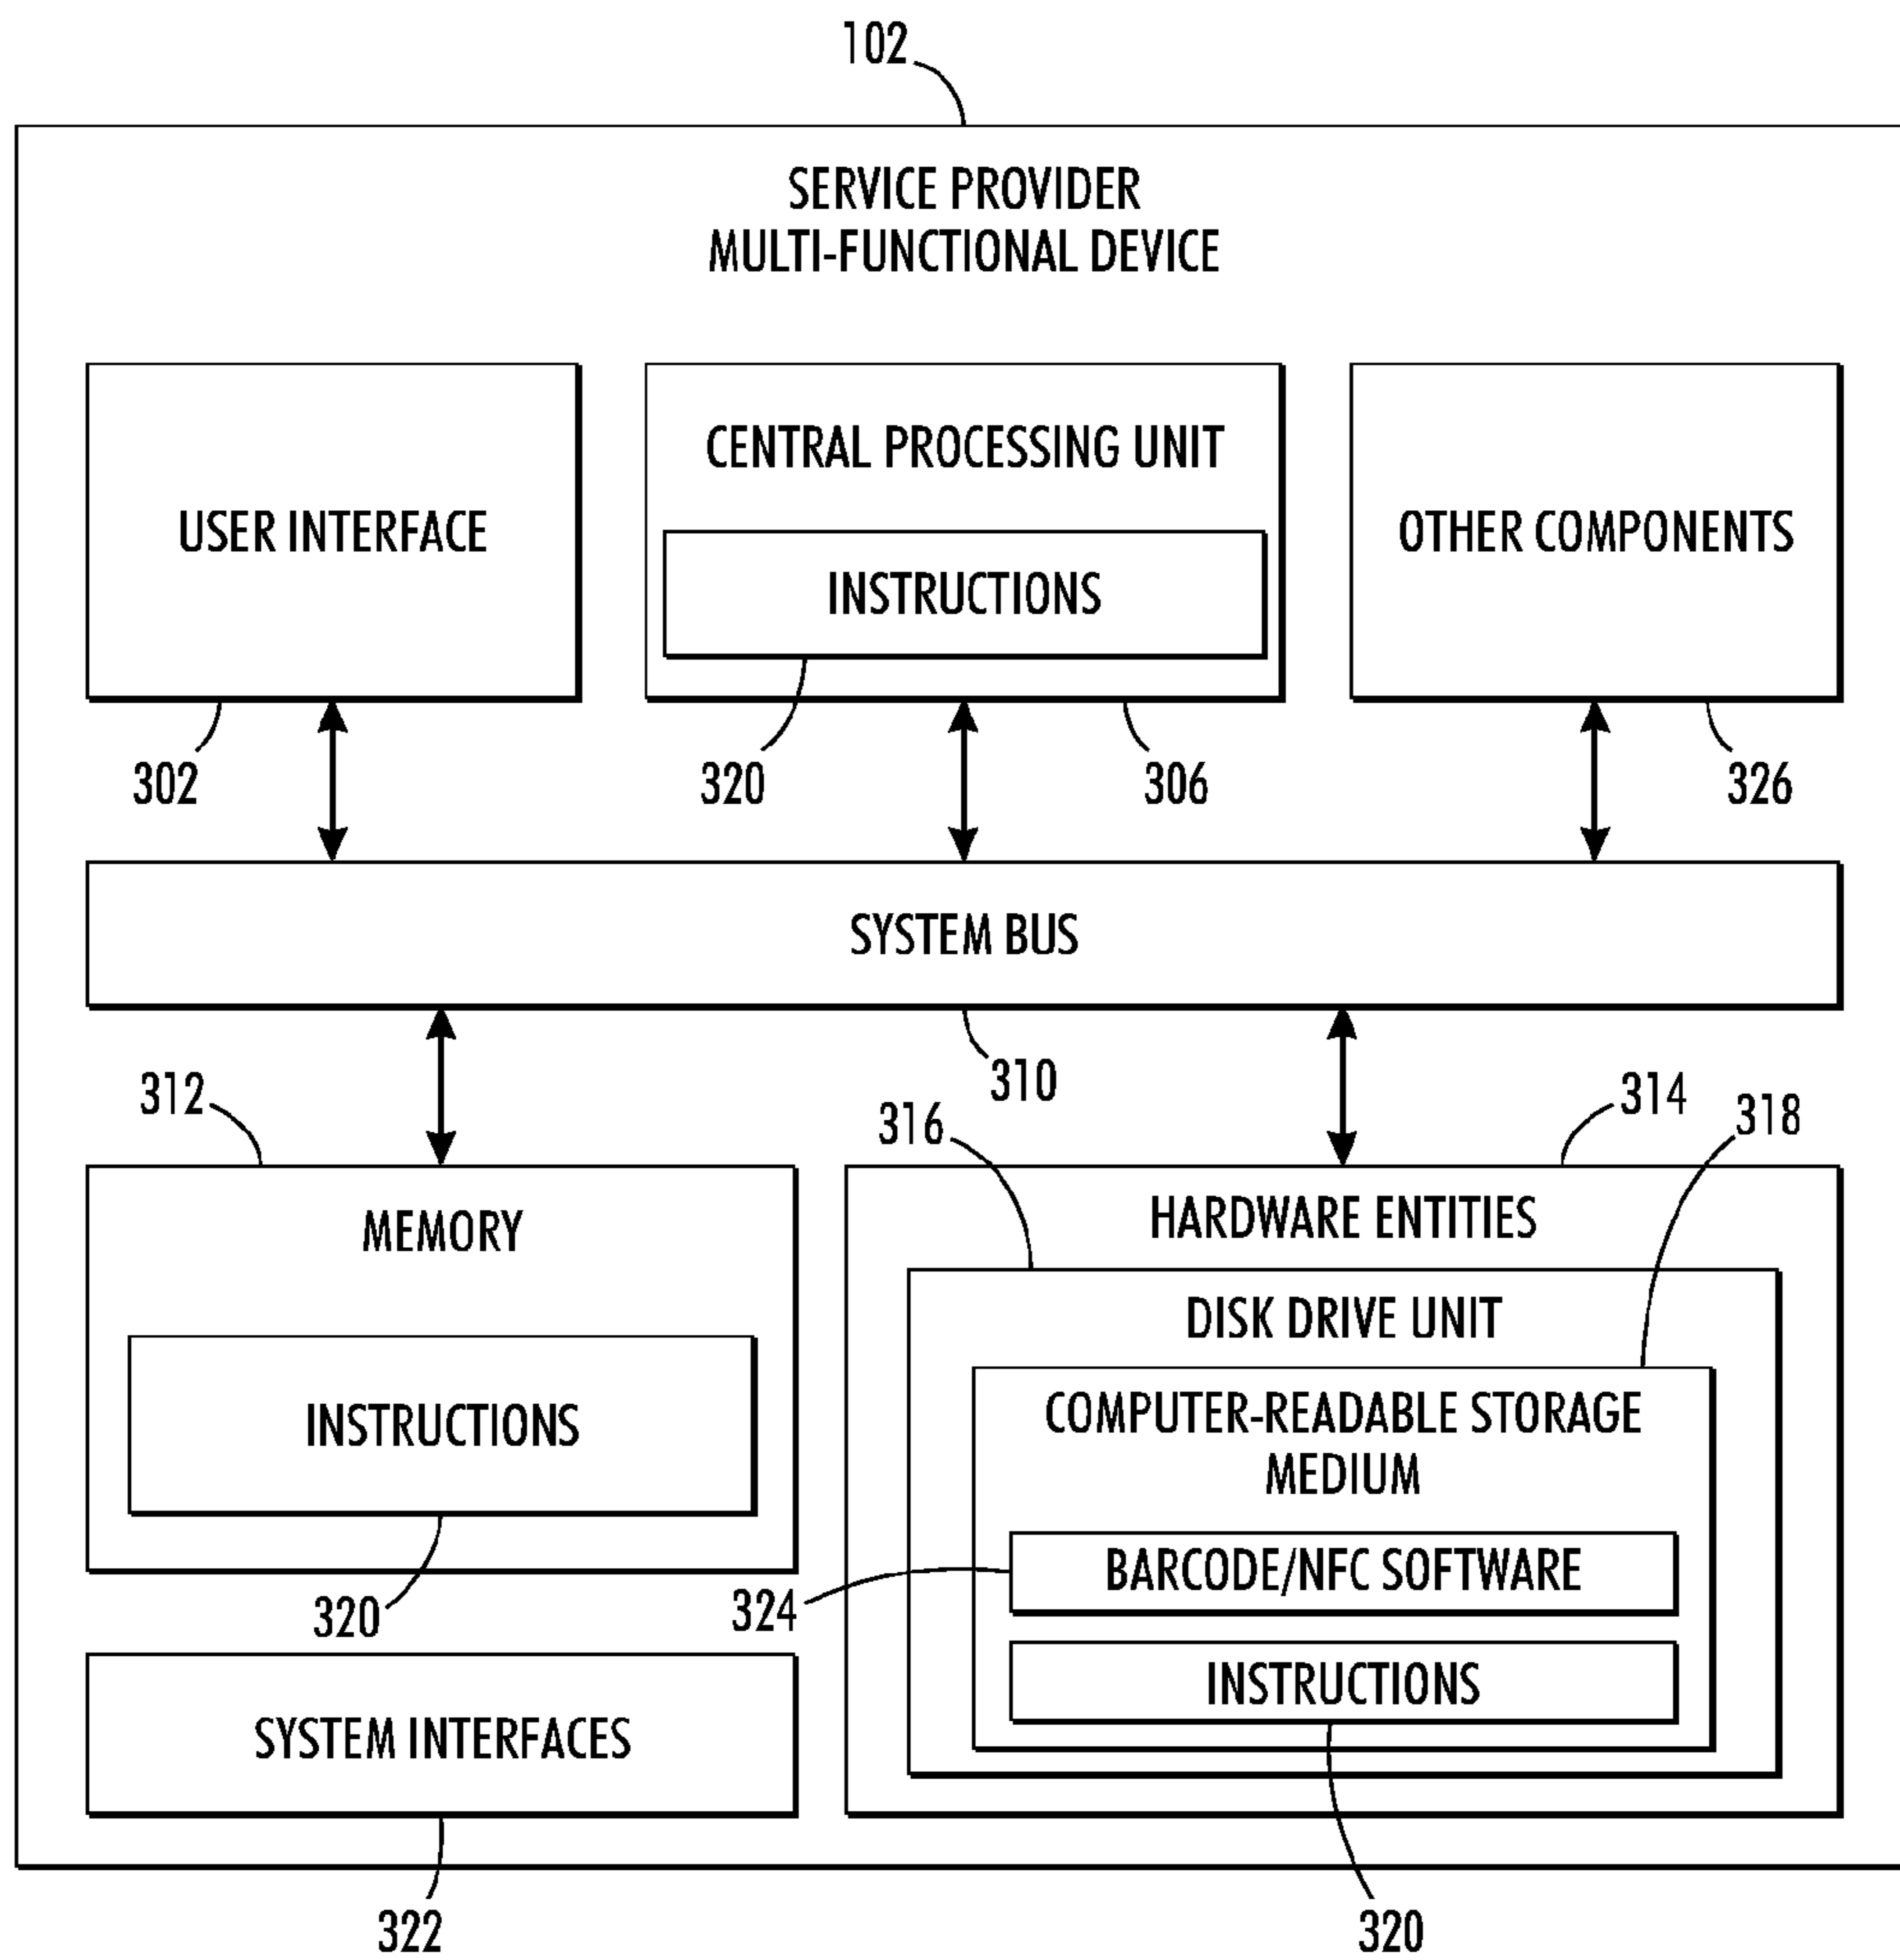 102
SERVICE PROVIDER
MULTI-FUNCTIONAL DEVICE
USER INTERFACE
CENTRAL PROCESSING UNIT
INSTRUCTIONS
OTHER COMPONENTS
302
320
306
326
SYSTEM BUS
310
312
314
316
318
MEMORY
INSTRUCTIONS
320
HARDWARE ENTITIES
DISK DRIVE UNIT
COMPUTER-READABLE STORAGE
MEDIUM
324
BARCODE/NFC SOFTWARE
INSTRUCTIONS
SYSTEM INTERFACES
322
320